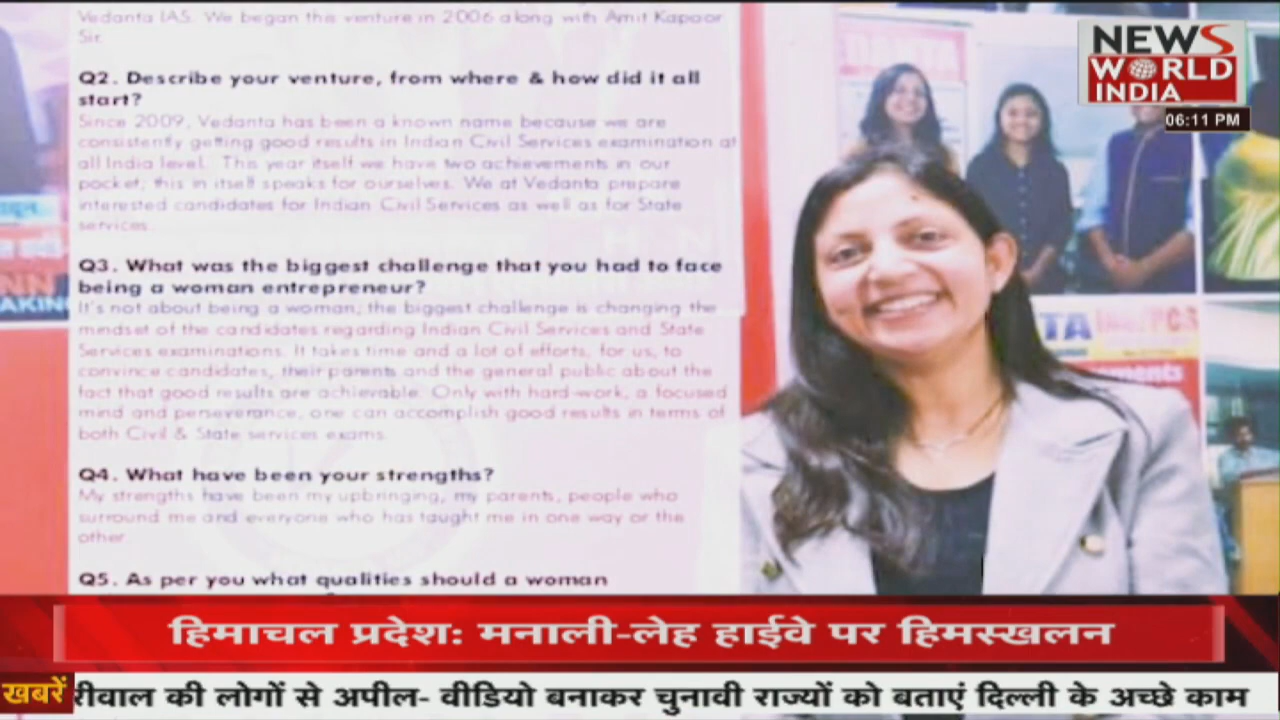 Vedanta IAS. We began this venture in 2006 along with Amit Kapoor
Sir.
Q2. Describe your venture, from where & how did it all
start?
Since 2009, Vedanta has been a known name because we are
consistently getting good results in Indian Civil Services examination at
all India level. This year itself we have two achievements in our
pocket; this in itself speaks for ourselves. We at Vedanta prepare
interested candidates for Indian Civil Services as well as for State
services.
Q3. What was the biggest challenge that you had to face
being a woman entrepreneur?
It's not about being a woman; the biggest challenge is changing the
mindset of the candidates regarding Indian Civil Services and State
Services examinations. It takes time and a lot of efforts, for us, to
convince candidates, their parents and the general public about the
fact that good results are achievable. Only with hard-work, a focused
mind and perseverance, one can accomplish good results in terms of
both Civil & State services exams.
Q4. What have been your strengths?
My strengths have been my upbringing, my parents, people who
surround me and everyone who has taught me in one way or the
other.
Q5. As per you what qualities should a woman
NEWS
WORLD
INDIA
06:11 PM
हिमाचल प्रदेश: मनाली-लेह हाईवे पर हिमस्खलन
खबरें
रीवाल की लोगों से अपील- वीडियो बनाकर चुनावी राज्यों को बताएं दिल्ली के अच्छे काम